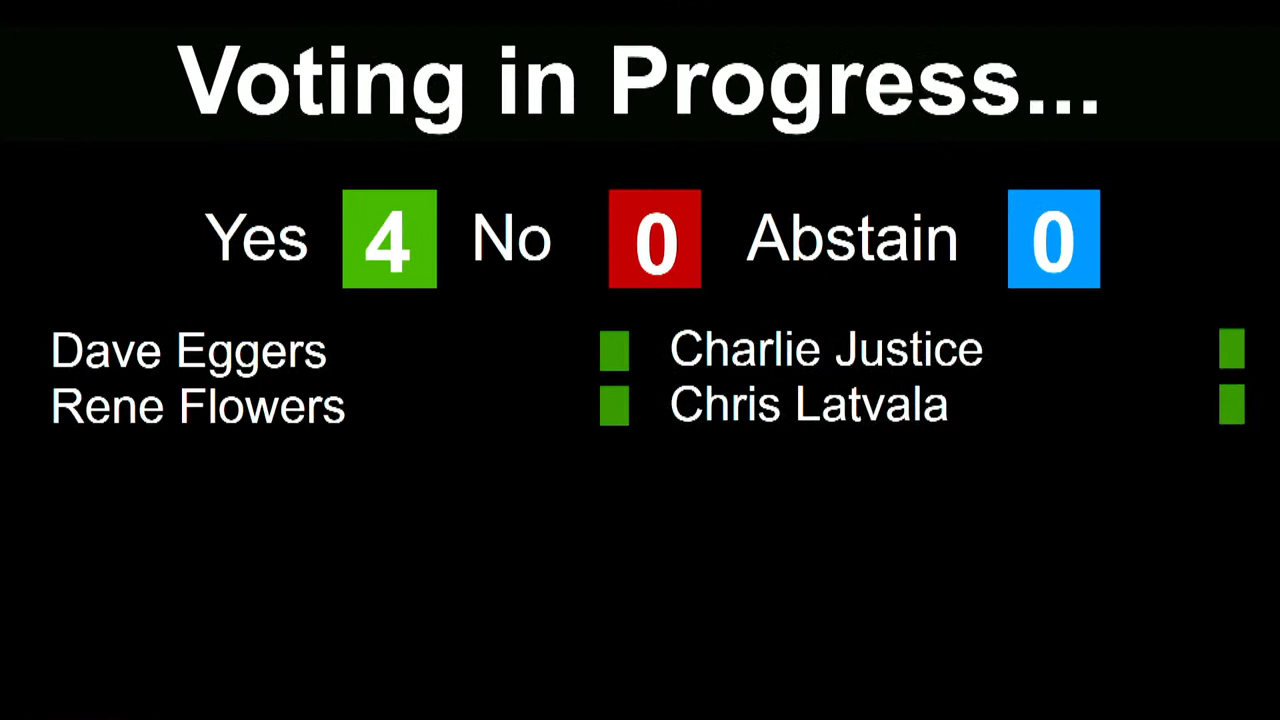 Voting in Progress...
Yes 4 No 0 Abstain 0
Dave Eggers Charlie Justice
Rene Flowers Chris Latvala